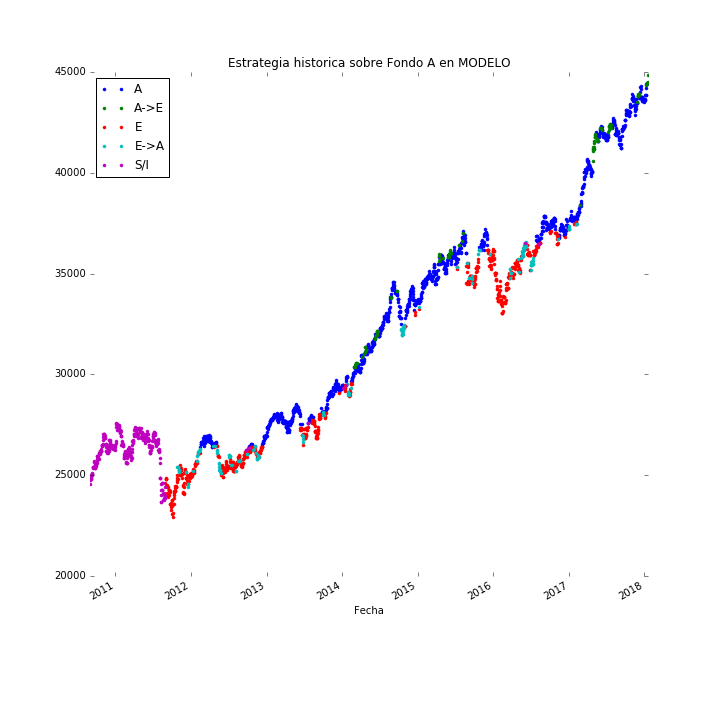 Estrategia historica sobre Fondo A en MODELO
45000
A
A->E
E
E->A
S/I
40000
35000
30000
25000
20000
2011
2012
2013
2014
2015
2016
2017
2018
Fecha